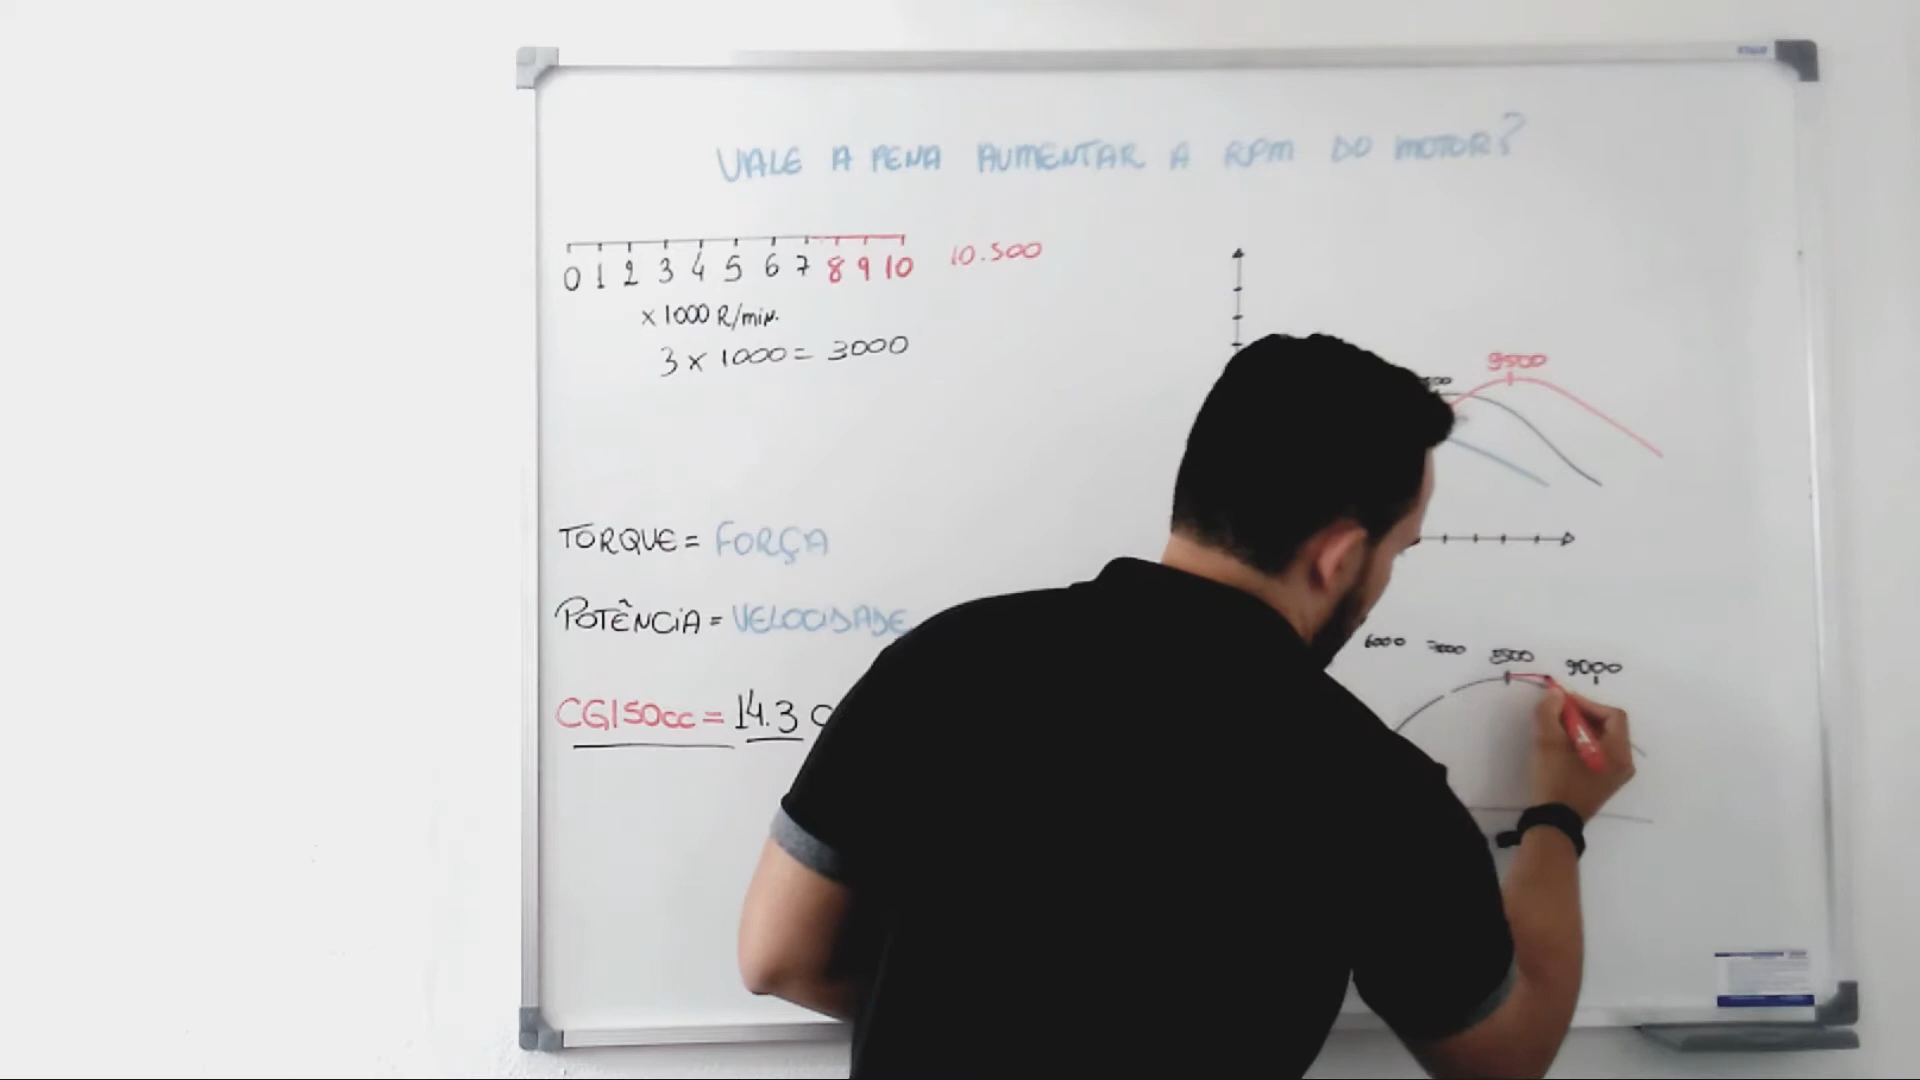 VALE A PENA AUMENTAR A RPM DO MOTOR?
0 1 2 3 4 5 6 7 8 9 10 10.500
x 1000 R/min.
3 x 1000 = 3000
9500
TORQUE = FORÇA
POTÊNCIA = VELOCIDADE
6000 7000 8500 9000
CG150cc = 14.3